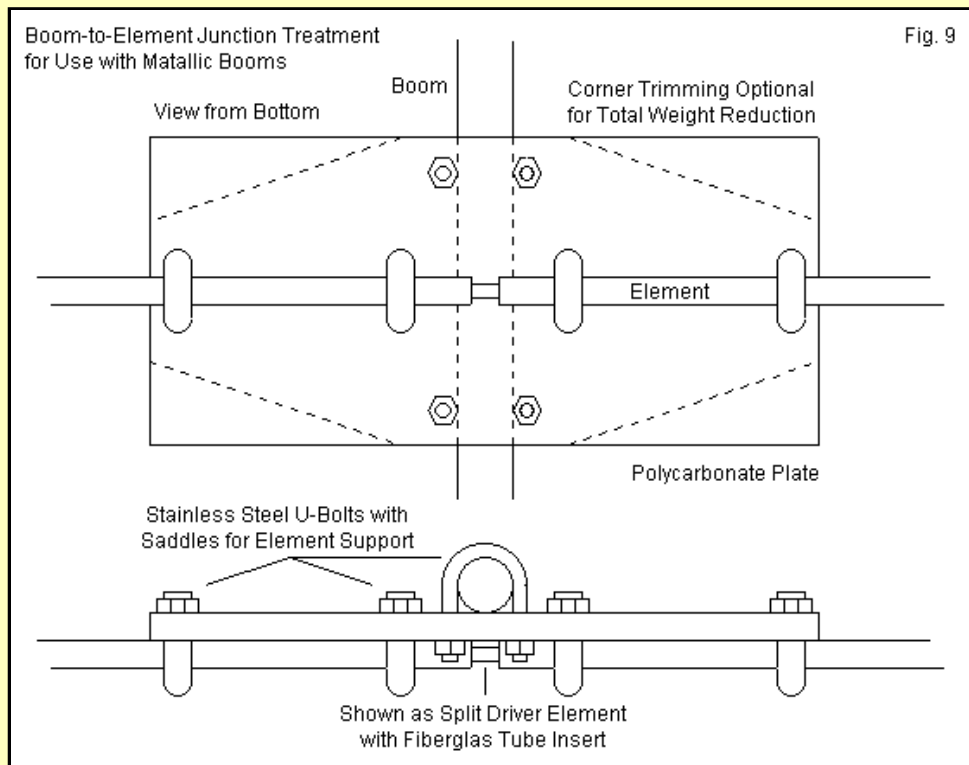 Boom-to-Element Junction Treatment
for Use with Matallic Booms
Fig. 9
Boom
Corner Trimming Optional
for Total Weight Reduction
View from Bottom
Element
Polycarbonate Plate
Stainless Steel U-Bolts with
Saddles for Element Support
Shown as Split Driver Element
with Fiberglas Tube Insert